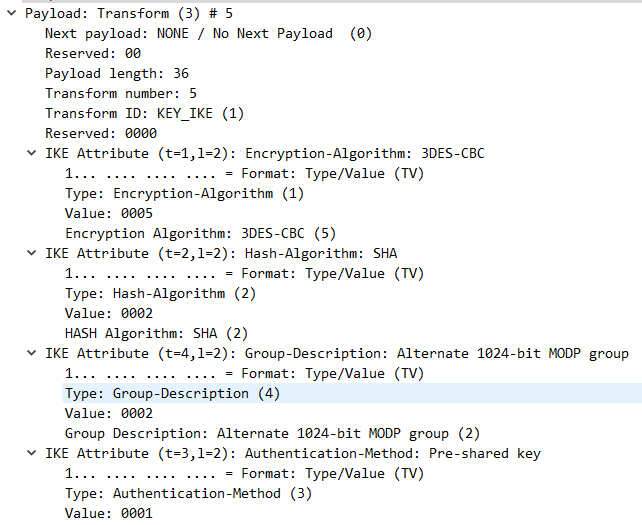 Payload: Transform (3) # 5
Next payload: NONE / No Next Payload  (0)
Reserved: 00
Payload length: 36
Transform number: 5
Transform ID: KEY_IKE (1)
Reserved: 0000
IKE Attribute (t=1,l=2): Encryption-Algorithm: 3DES-CBC
1... .... .... .... = Format: Type/Value (TV)
Type: Encryption-Algorithm (1)
Value: 0005
Encryption Algorithm: 3DES-CBC (5)
IKE Attribute (t=2,l=2): Hash-Algorithm: SHA
1... .... .... .... = Format: Type/Value (TV)
Type: Hash-Algorithm (2)
Value: 0002
HASH Algorithm: SHA (2)
IKE Attribute (t=4,l=2): Group-Description: Alternate 1024-bit MODP group
1... .... .... .... = Format: Type/Value (TV)
Type: Group-Description (4)
Value: 0002
Group Description: Alternate 1024-bit MODP group (2)
IKE Attribute (t=3,l=2): Authentication-Method: Pre-shared key
1... .... .... .... = Format: Type/Value (TV)
Type: Authentication-Method (3)
Value: 0001